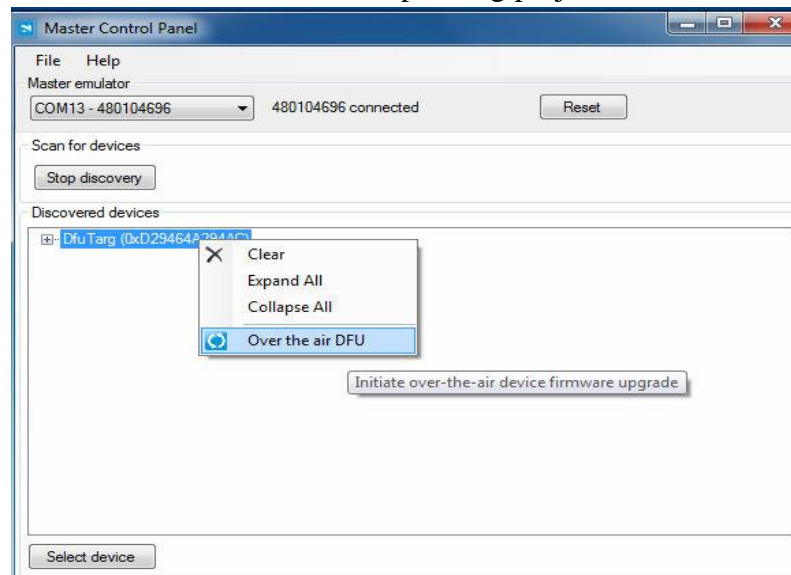 Master Control Panel
File Help
Master emulator
COM13 - 480104696 480104696 connected Reset
Scan for devices
Stop discovery
Discovered devices
DfuTarg (0xD29464A294AC)
Clear
Expand All
Collapse All
Over the air DFU
Initiate over-the-air device firmware upgrade
Select device